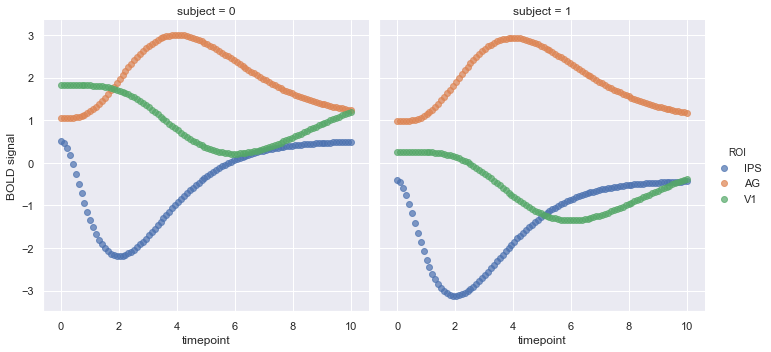 subject = 0
subject = 1
BOLD signal
3
2
1
0
−1
−2
−3
0 2 4 6 8 10
0 2 4 6 8 10
timepoint
timepoint
ROI
IPS
AG
V1